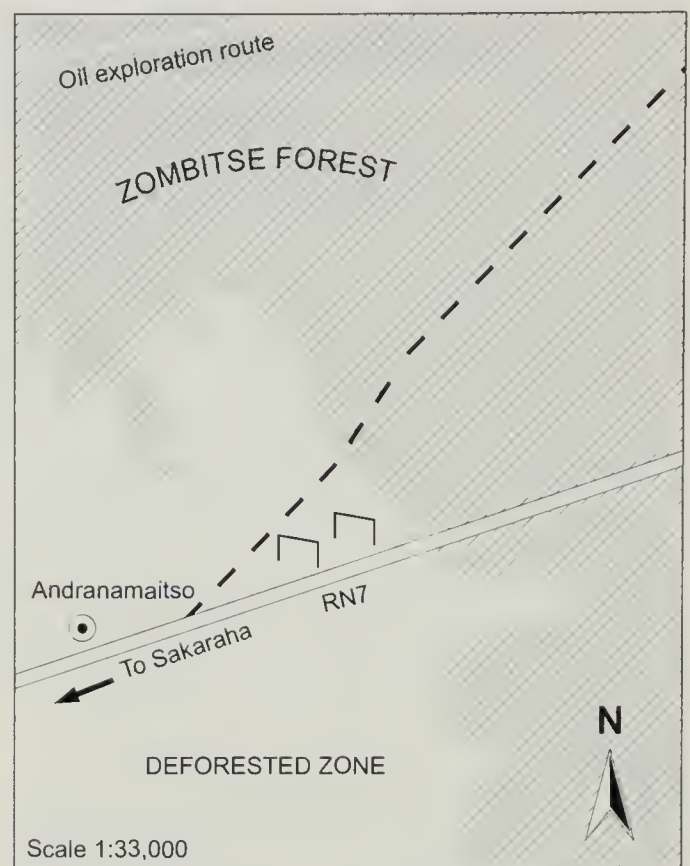 Oil exploration route
ZOMBITSE FOREST
Andranamaitso
RN7
To Sakaraha
N
DEFORESTED ZONE
Scale 1:33,000